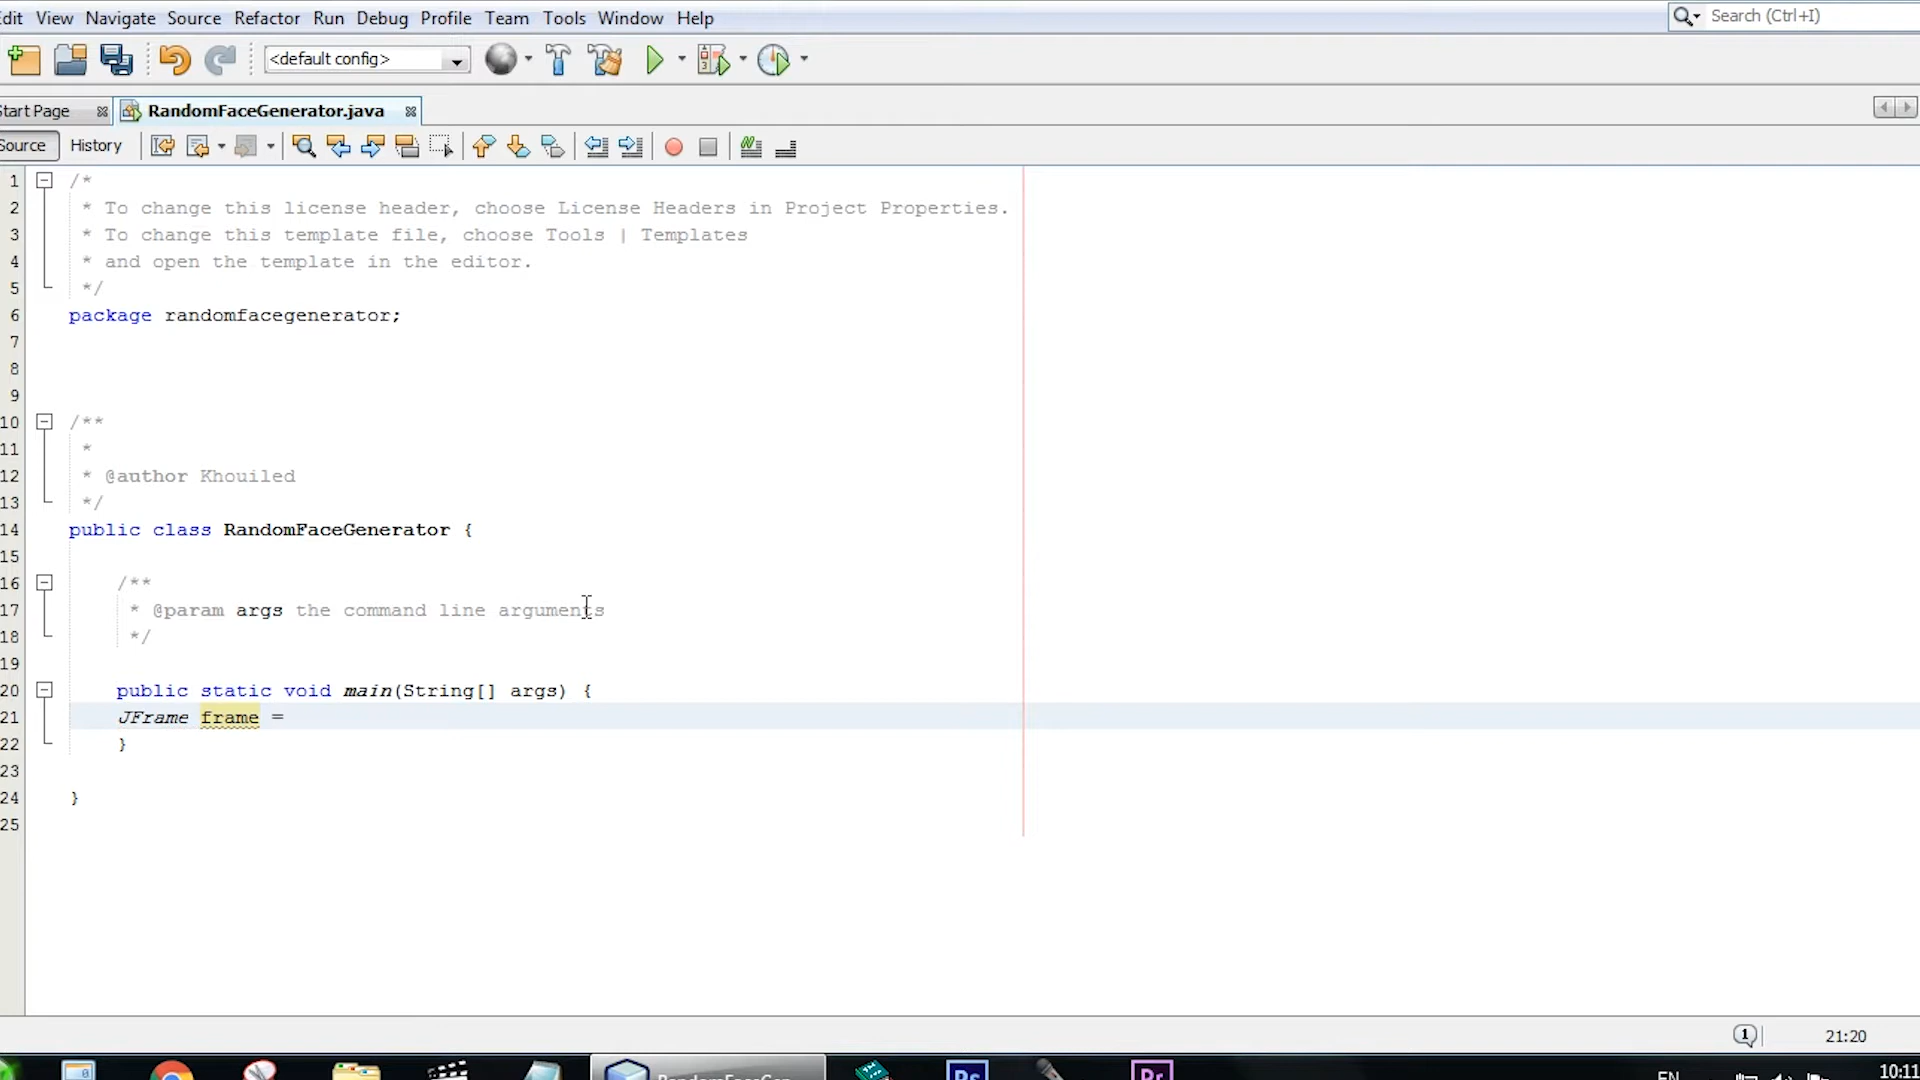 Edit View Navigate Source Refactor Run Debug Profile Team Tools Window Help
Search (Ctrl+I)
<default config>
Start Page RandomFaceGenerator.java
Source History
1 /*
2 * To change this license header, choose License Headers in Project Properties.
3 * To change this template file, choose Tools | Templates
4 * and open the template in the editor.
5 */
6 package randomfacegenerator;
7
8
9
10 /**
11 *
12 * @author Khouiled
13 */
14 public class RandomFaceGenerator {
15
16 /**
17 * @param args the command line arguments
18 */
19
20 public static void main(String[] args) {
21 JFrame frame =
22 }
23
24 }
25
1 21:20
RandomFaceGen...
Ps
Pr
EN
10:11